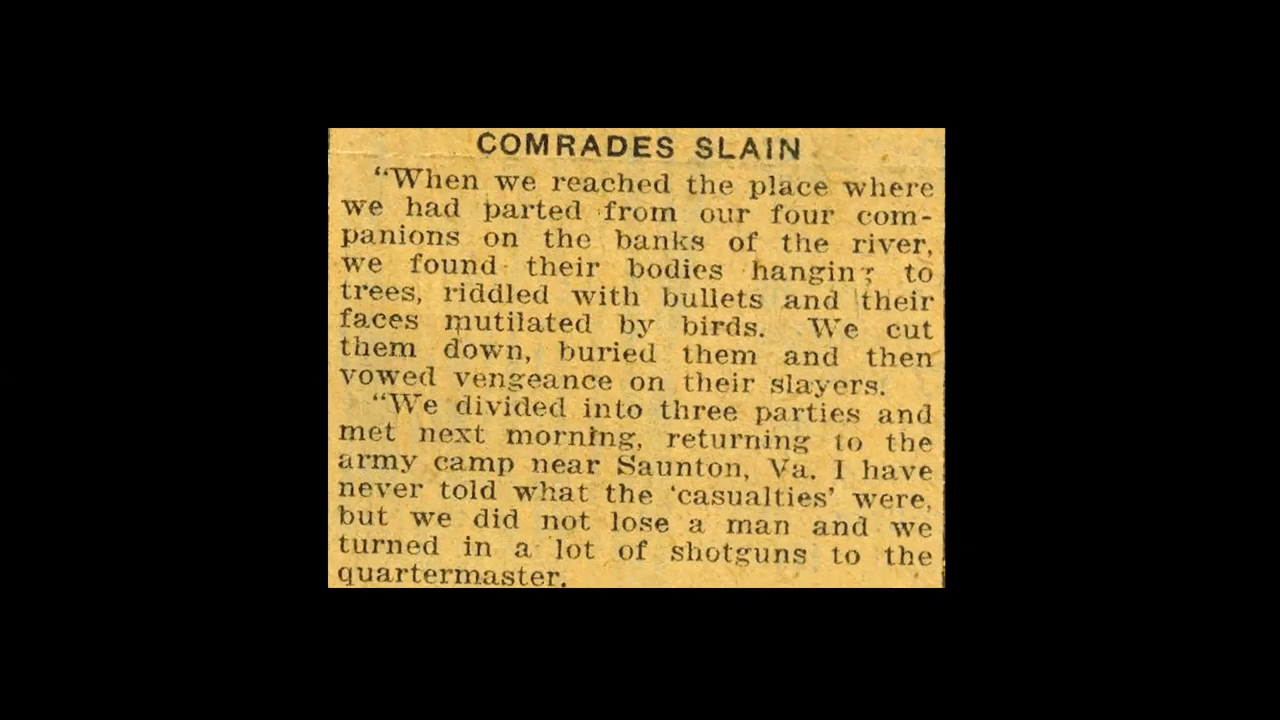 COMRADES SLAIN
“When we reached the place where
we had parted from our four com-
panions on the banks of the river,
we found their bodies hanging to
trees, riddled with bullets and their
faces mutilated by birds. We cut
them down, buried them and then
vowed vengeance on their slayers.
“We divided into three parties and
met next morning, returning to the
army camp near Saunton, Va. I have
never told what the ‘casualties’ were,
but we did not lose a man and we
turned in a lot of shotguns to the
quartermaster.